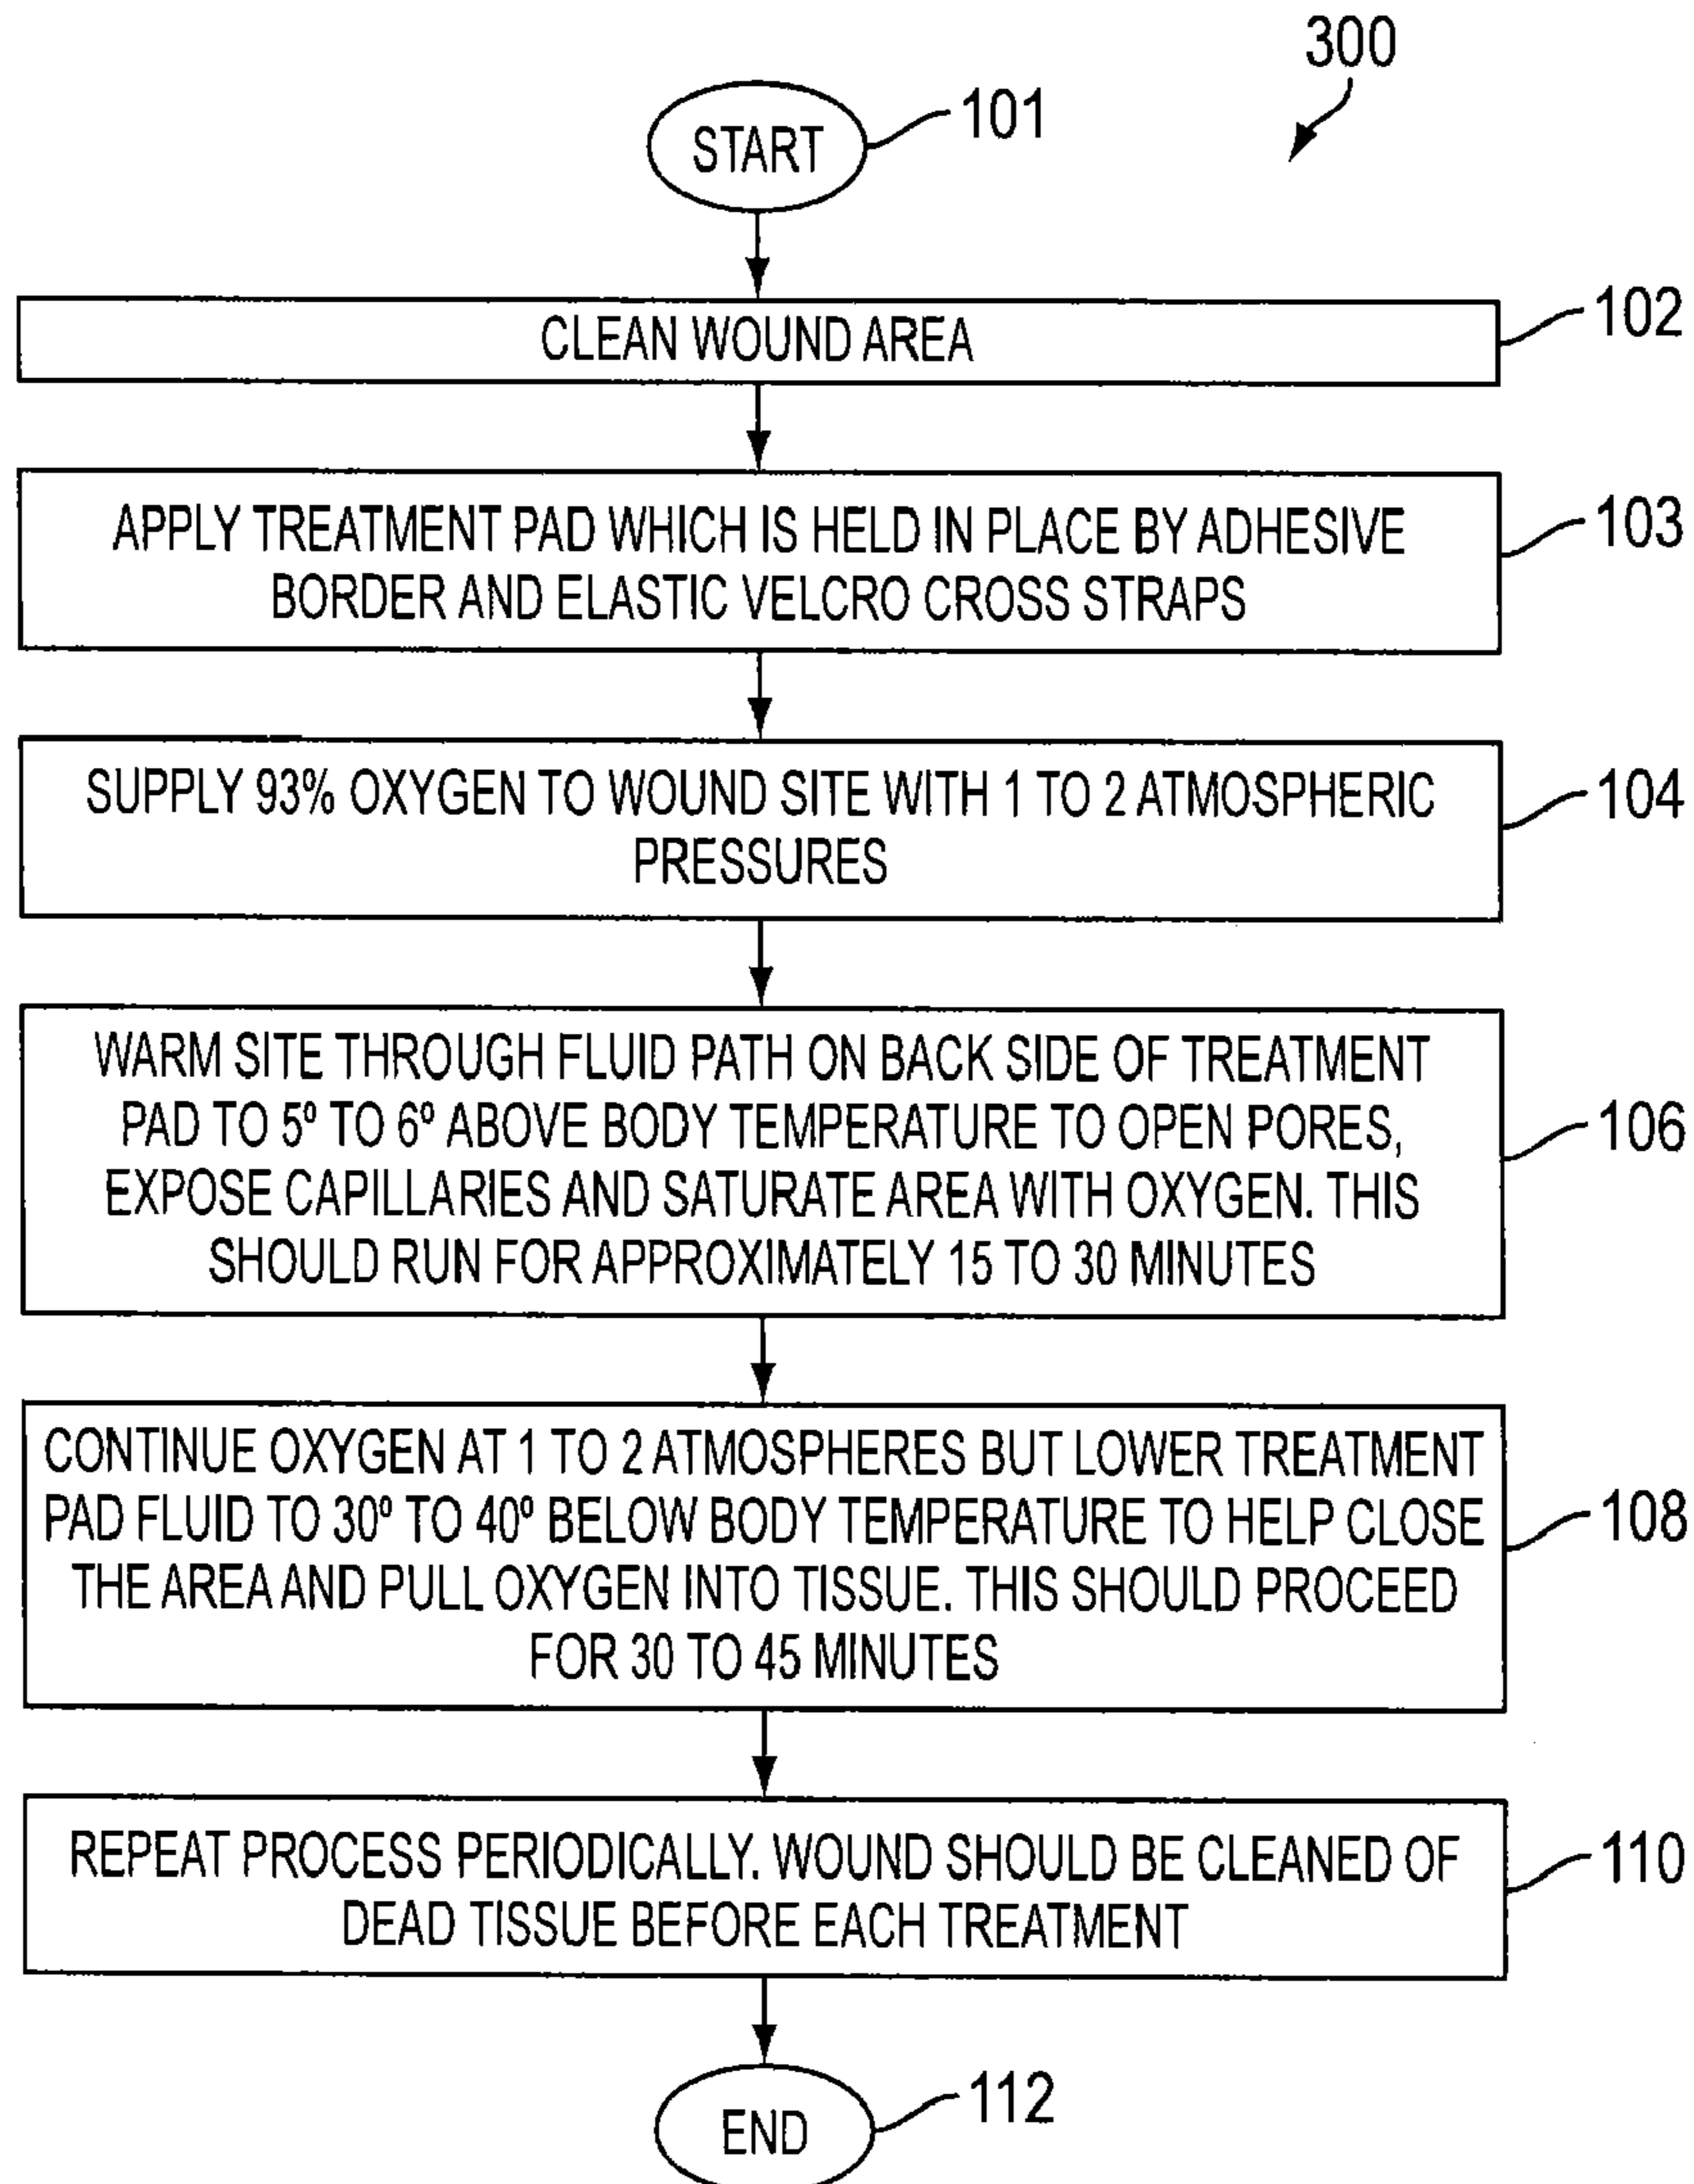 300
START
101
CLEAN WOUND AREA
102
APPLY TREATMENT PAD WHICH IS HELD IN PLACE BY ADHESIVE
BORDER AND ELASTIC VELCRO CROSS STRAPS
103
SUPPLY 93% OXYGEN TO WOUND SITE WITH 1 TO 2 ATMOSPHERIC
PRESSURES
104
WARM SITE THROUGH FLUID PATH ON BACK SIDE OF TREATMENT
PAD TO 5º TO 6º ABOVE BODY TEMPERATURE TO OPEN PORES,
EXPOSE CAPILLARIES AND SATURATE AREA WITH OXYGEN. THIS
SHOULD RUN FOR APPROXIMATELY 15 TO 30 MINUTES
106
CONTINUE OXYGEN AT 1 TO 2 ATMOSPHERES BUT LOWER TREATMENT
PAD FLUID TO 30º TO 40º BELOW BODY TEMPERATURE TO HELP CLOSE
THE AREA AND PULL OXYGEN INTO TISSUE. THIS SHOULD PROCEED
FOR 30 TO 45 MINUTES
108
REPEAT PROCESS PERIODICALLY. WOUND SHOULD BE CLEANED OF
DEAD TISSUE BEFORE EACH TREATMENT
110
END
112